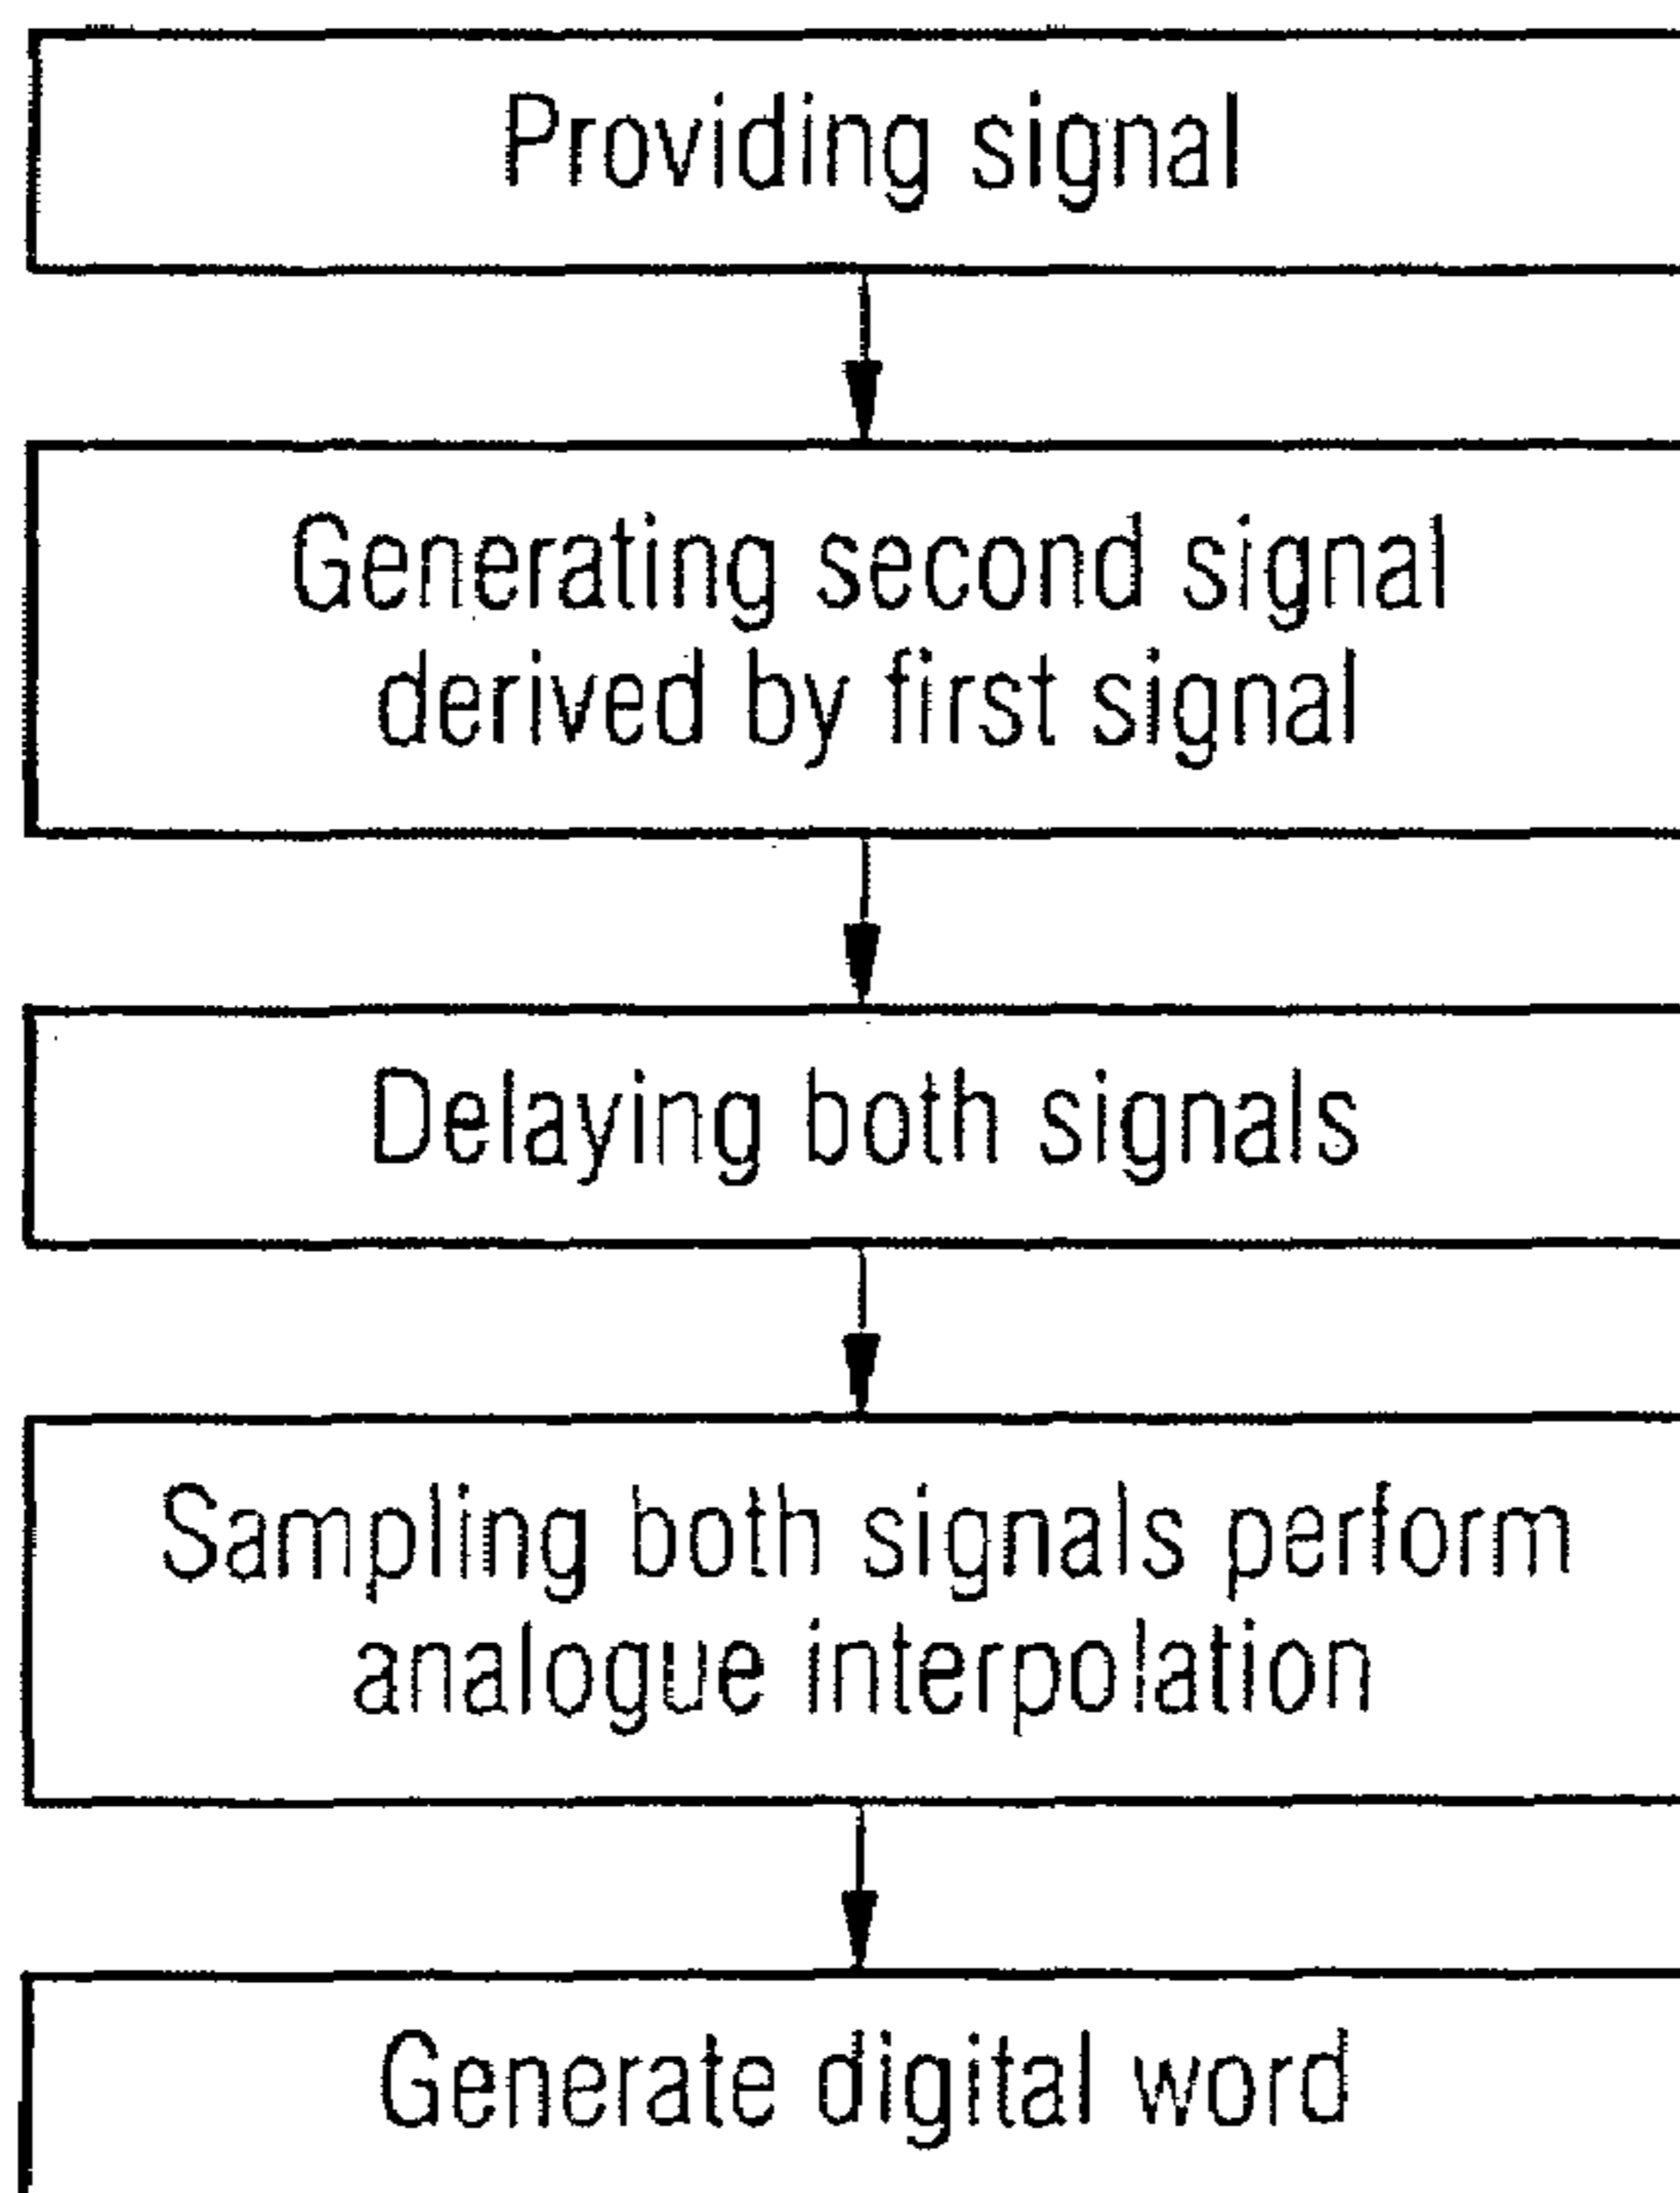 Providing signal
Generating second signal
derived by first signal
Delaying both signals
Sampling both signals perform
analogue interpolation
Generate digital word